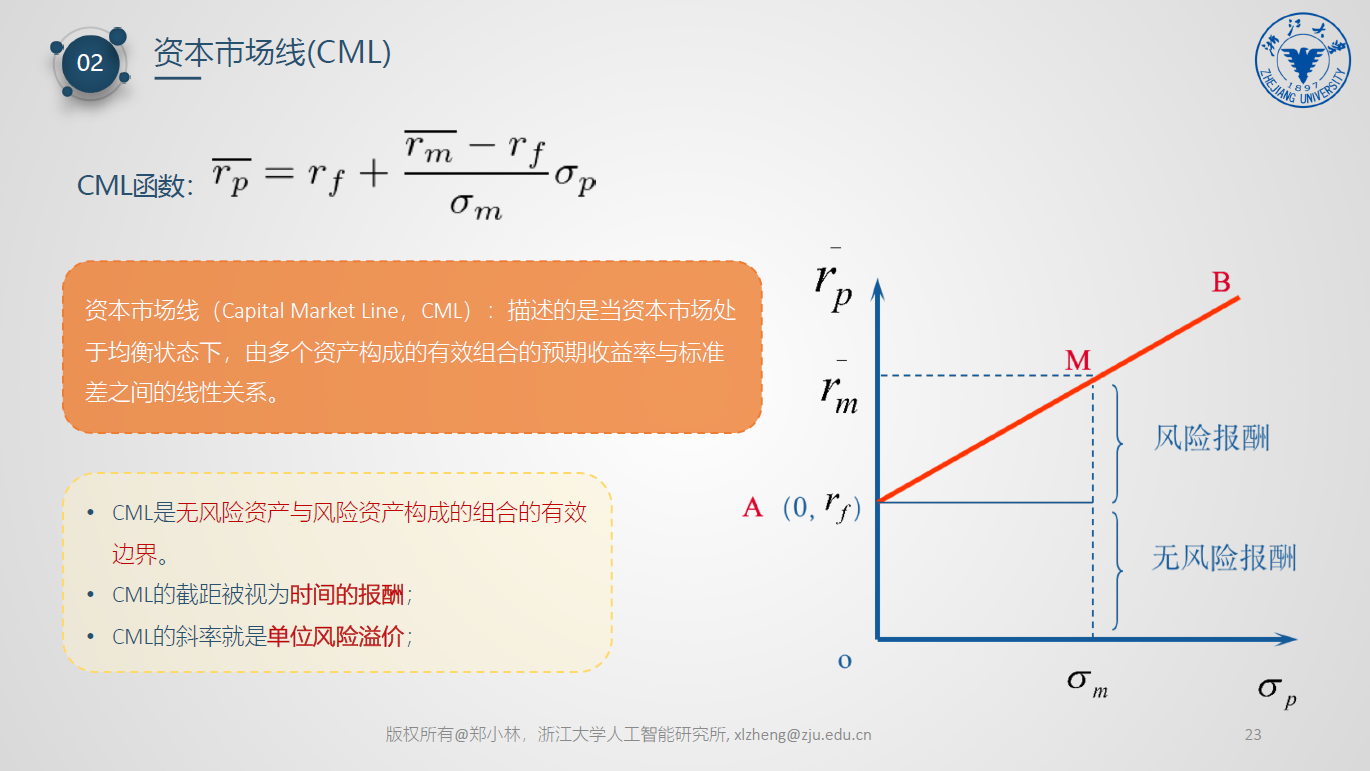 02
资本市场线(CML)
浙江大学
1897
ZHEJIANG UNIVERSITY
CML函数：
$\overline{r_p} = r_f + \frac{\overline{r_m} - r_f}{\sigma_m}\sigma_p$
资本市场线（Capital Market Line，CML）：描述的是当资本市场处
于均衡状态下，由多个资产构成的有效组合的预期收益率与标准
差之间的线性关系。
• CML是无风险资产与风险资产构成的组合的有效
边界。
• CML的截距被视为时间的报酬；
• CML的斜率就是单位风险溢价；
$\bar{r}_p$
B
M
$\bar{r}_m$
风险报酬
A (0, $r_f$)
无风险报酬
o
$\sigma_m$
$\sigma_p$
版权所有@郑小林，浙江大学人工智能研究所, xlzheng@zju.edu.cn
23